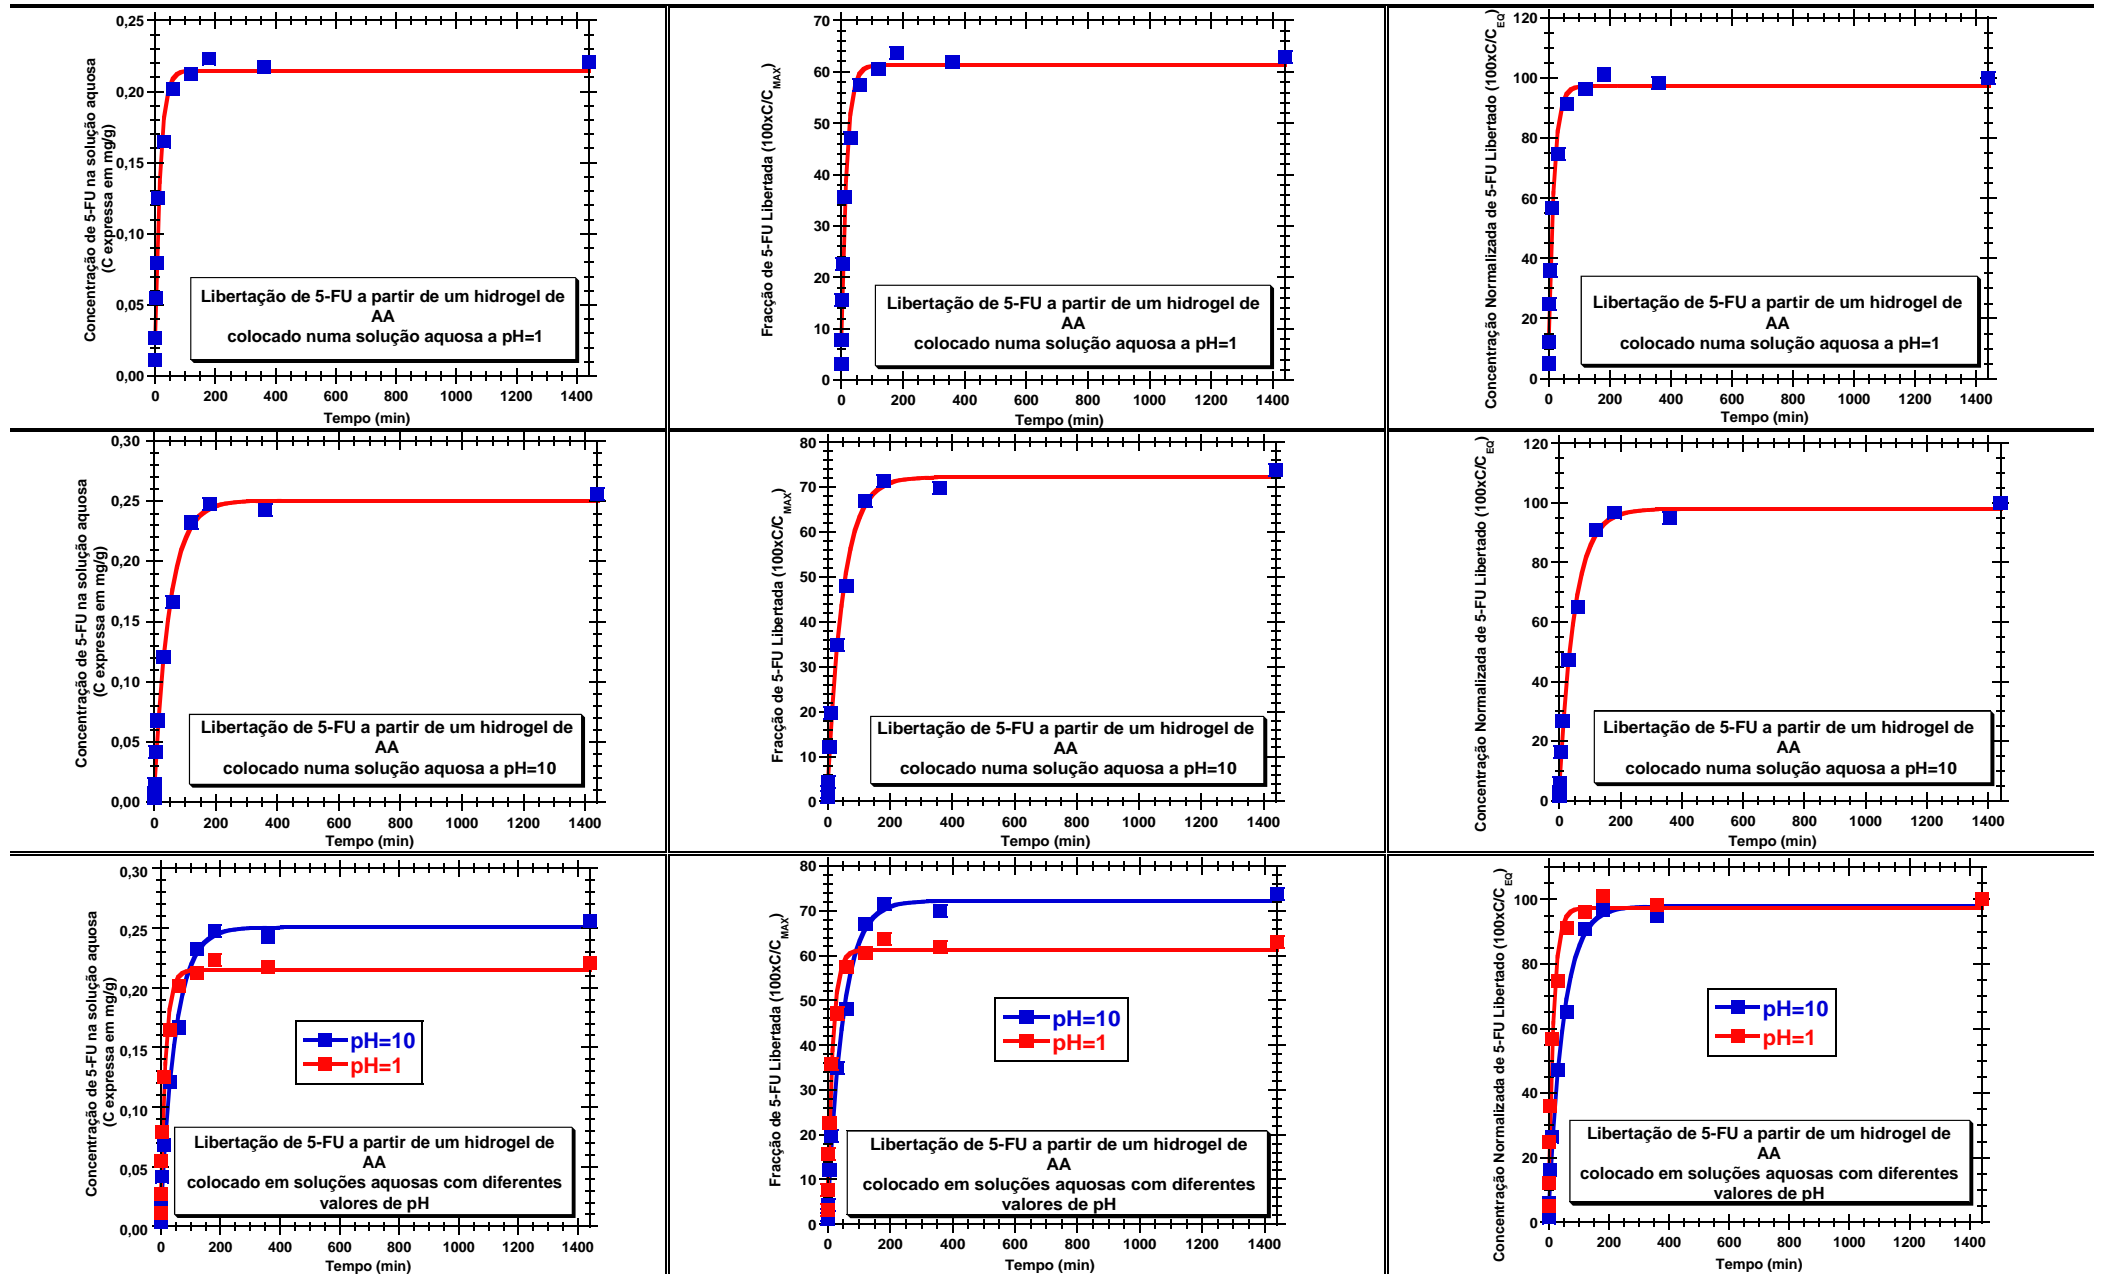 Concentração de 5-FU na solução aquosa
(C expressa em mg/g)
0,25
0,20
0,15
0,10
0,05
0,00
Libertação de 5-FU a partir de um hidrogel de
AA
colocado numa solução aquosa a pH=1
0 200 400 600 800 1000 1200 1400
Tempo (min)
Fracção de 5-FU Libertada (100xC/CMAX)
70
60
50
40
30
20
10
0
Libertação de 5-FU a partir de um hidrogel de
AA
colocado numa solução aquosa a pH=1
0 200 400 600 800 1000 1200 1400
Tempo (min)
Concentração Normalizada de 5-FU Libertado (100xC/CEQ)
120
100
80
60
40
20
0
Libertação de 5-FU a partir de um hidrogel de
AA
colocado numa solução aquosa a pH=1
0 200 400 600 800 1000 1200 1400
Tempo (min)
Concentração de 5-FU na solução aquosa
(C expressa em mg/g)
0,30
0,25
0,20
0,15
0,10
0,05
0,00
Libertação de 5-FU a partir de um hidrogel de
AA
colocado numa solução aquosa a pH=10
0 200 400 600 800 1000 1200 1400
Tempo (min)
Fracção de 5-FU Libertada (100xC/CMAX)
80
70
60
50
40
30
20
10
0
Libertação de 5-FU a partir de um hidrogel de
AA
colocado numa solução aquosa a pH=10
0 200 400 600 800 1000 1200 1400
Tempo (min)
Concentração Normalizada de 5-FU Libertado (100xC/CEQ)
120
100
80
60
40
20
0
Libertação de 5-FU a partir de um hidrogel de
AA
colocado numa solução aquosa a pH=10
0 200 400 600 800 1000 1200 1400
Tempo (min)
Concentração de 5-FU na solução aquosa
(C expressa em mg/g)
0,30
0,25
0,20
0,15
0,10
0,05
0,00
pH=10
pH=1
Libertação de 5-FU a partir de um hidrogel de
AA
colocado em soluções aquosas com diferentes
valores de pH
0 200 400 600 800 1000 1200 1400
Tempo (min)
Fracção de 5-FU Libertada (100xC/CMAX)
80
70
60
50
40
30
20
10
0
pH=10
pH=1
Libertação de 5-FU a partir de um hidrogel de
AA
colocado em soluções aquosas com diferentes
valores de pH
0 200 400 600 800 1000 1200 1400
Tempo (min)
Concentração Normalizada de 5-FU Libertado (100xC/CEQ)
100
80
60
40
20
0
pH=10
pH=1
Libertação de 5-FU a partir de um hidrogel de
AA
colocado em soluções aquosas com diferentes
valores de pH
0 200 400 600 800 1000 1200 1400
Tempo (min)